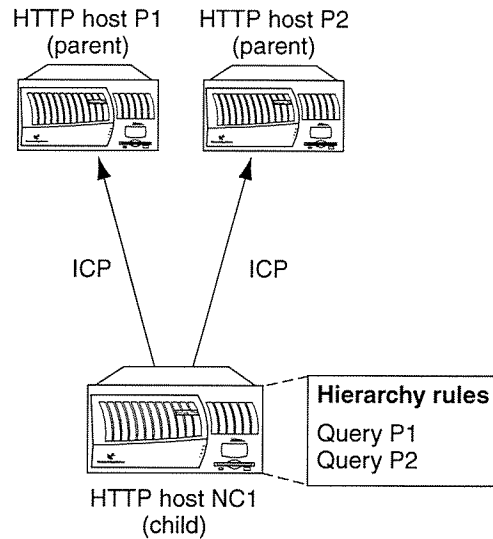 HTTP host P1
(parent)
HTTP host P2
(parent)
ICP
ICP
Hierarchy rules
Query P1
Query P2
HTTP host NC1
(child)